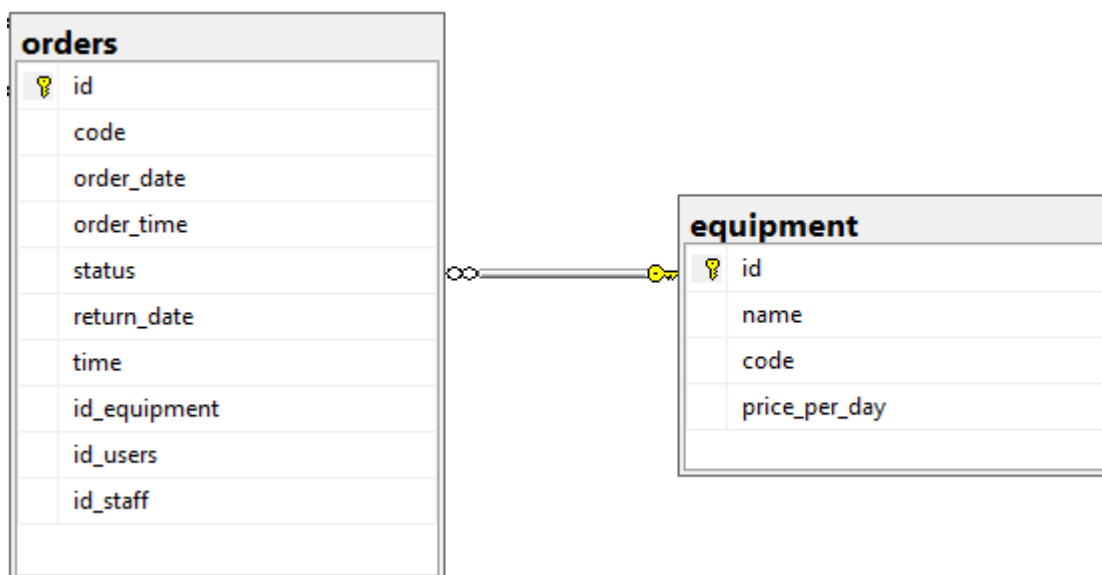 orders
id
code
order_date
order_time
status
return_date
time
id_equipment
id_users
id_staff
equipment
id
name
code
price_per_day